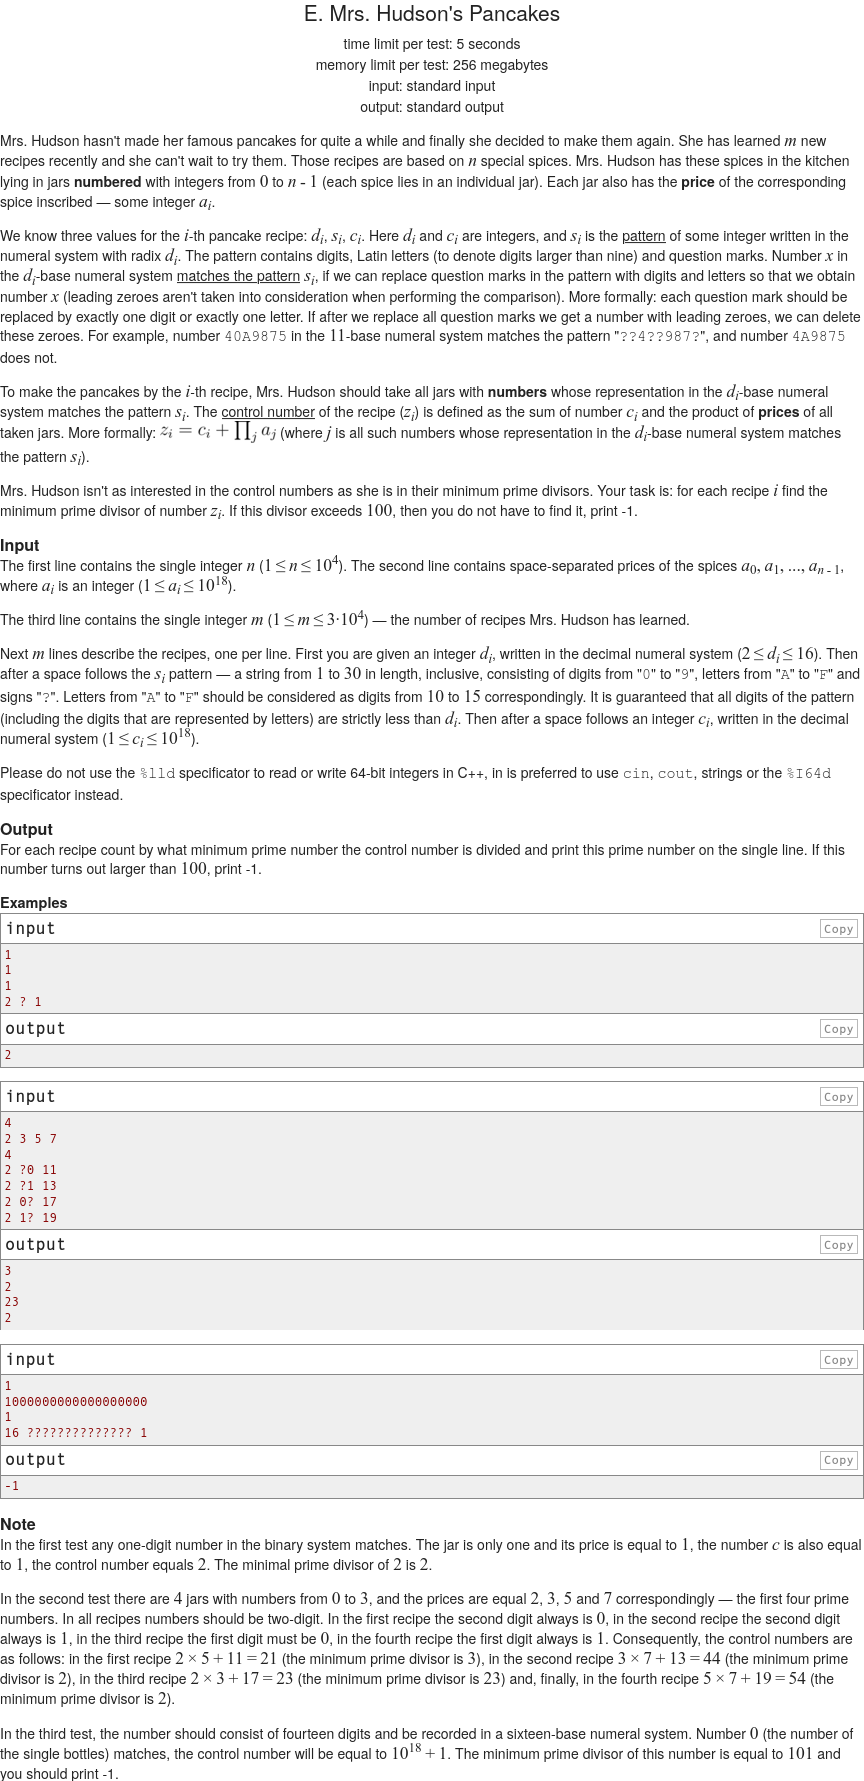 E. Mrs. Hudson's Pancakes
time limit per test: 5 seconds
memory limit per test: 256 megabytes
input: standard input
output: standard output
Mrs. Hudson hasn't made her famous pancakes for quite a while and finally she decided to make them again. She has learned m new
recipes recently and she can't wait to try them. Those recipes are based on n special spices. Mrs. Hudson has these spices in the kitchen
lying in jars numbered with integers from 0 to n - 1 (each spice lies in an individual jar). Each jar also has the price of the corresponding
spice inscribed — some integer a_i.
We know three values for the i-th pancake recipe: d_i, s_i, c_i. Here d_i and c_i are integers, and s_i is the pattern of some integer written in the
numeral system with radix d_i. The pattern contains digits, Latin letters (to denote digits larger than nine) and question marks. Number x in
the d_i-base numeral system matches the pattern s_i, if we can replace question marks in the pattern with digits and letters so that we obtain
number x (leading zeroes aren't taken into consideration when performing the comparison). More formally: each question mark should be
replaced by exactly one digit or exactly one letter. If after we replace all question marks we get a number with leading zeroes, we can delete
these zeroes. For example, number 40A9875 in the 11-base numeral system matches the pattern "??4??987?", and number 4A9875
does not.
To make the pancakes by the i-th recipe, Mrs. Hudson should take all jars with numbers whose representation in the d_i-base numeral
system matches the pattern s_i. The control number of the recipe (z_i) is defined as the sum of number c_i and the product of prices of all
taken jars. More formally: z_i = c_i + ∏_j a_j (where j is all such numbers whose representation in the d_i-base numeral system matches
the pattern s_i).
Mrs. Hudson isn't as interested in the control numbers as she is in their minimum prime divisors. Your task is: for each recipe i find the
minimum prime divisor of number z_i. If this divisor exceeds 100, then you do not have to find it, print -1.
Input
The first line contains the single integer n (1 ≤ n ≤ 10^4). The second line contains space-separated prices of the spices a_0, a_1, ..., a_{n - 1},
where a_i is an integer (1 ≤ a_i ≤ 10^18).
The third line contains the single integer m (1 ≤ m ≤ 3·10^4) — the number of recipes Mrs. Hudson has learned.
Next m lines describe the recipes, one per line. First you are given an integer d_i, written in the decimal numeral system (2 ≤ d_i ≤ 16). Then
after a space follows the s_i pattern — a string from 1 to 30 in length, inclusive, consisting of digits from "0" to "9", letters from "A" to "F" and
signs "?". Letters from "A" to "F" should be considered as digits from 10 to 15 correspondingly. It is guaranteed that all digits of the pattern
(including the digits that are represented by letters) are strictly less than d_i. Then after a space follows an integer c_i, written in the decimal
numeral system (1 ≤ c_i ≤ 10^18).
Please do not use the %lld specificator to read or write 64-bit integers in C++, in is preferred to use cin, cout, strings or the %I64d
specificator instead.
Output
For each recipe count by what minimum prime number the control number is divided and print this prime number on the single line. If this
number turns out larger than 100, print -1.
Examples
input Copy
1
1
1
2 ? 1
output Copy
2
input Copy
4
2 3 5 7
4
2 ?0 11
2 ?1 13
2 0? 17
2 1? 19
output Copy
3
2
23
2
input Copy
1
1000000000000000000
1
16 ?????????????? 1
output Copy
-1
Note
In the first test any one-digit number in the binary system matches. The jar is only one and its price is equal to 1, the number c is also equal
to 1, the control number equals 2. The minimal prime divisor of 2 is 2.
In the second test there are 4 jars with numbers from 0 to 3, and the prices are equal 2, 3, 5 and 7 correspondingly — the first four prime
numbers. In all recipes numbers should be two-digit. In the first recipe the second digit always is 0, in the second recipe the second digit
always is 1, in the third recipe the first digit must be 0, in the fourth recipe the first digit always is 1. Consequently, the control numbers are
as follows: in the first recipe 2 × 5 + 11 = 21 (the minimum prime divisor is 3), in the second recipe 3 × 7 + 13 = 44 (the minimum prime
divisor is 2), in the third recipe 2 × 3 + 17 = 23 (the minimum prime divisor is 23) and, finally, in the fourth recipe 5 × 7 + 19 = 54 (the
minimum prime divisor is 2).
In the third test, the number should consist of fourteen digits and be recorded in a sixteen-base numeral system. Number 0 (the number of
the single bottles) matches, the control number will be equal to 10^18 + 1. The minimum prime divisor of this number is equal to 101 and
you should print -1.